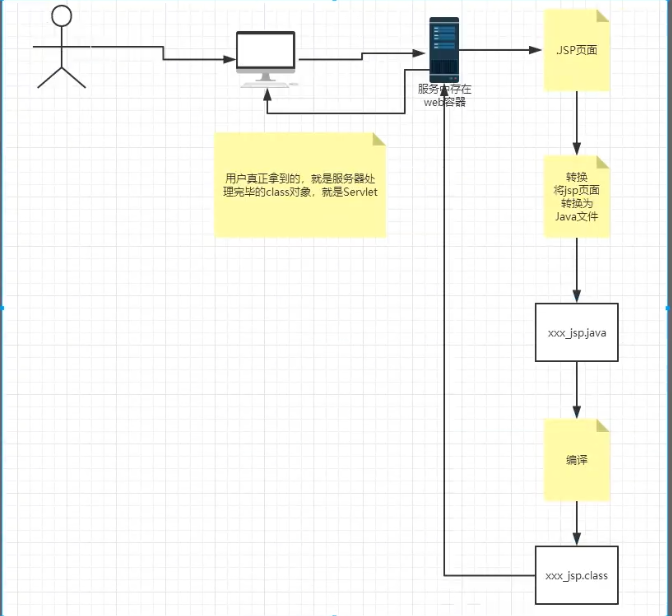 .JSP页面
服务中存在
web容器
用户真正拿到的，就是服务器处
理完毕的class对象，就是Servlet
转换
将jsp页面
转换为
Java文件
xxx_jsp.java
编译
xxx_jsp.class